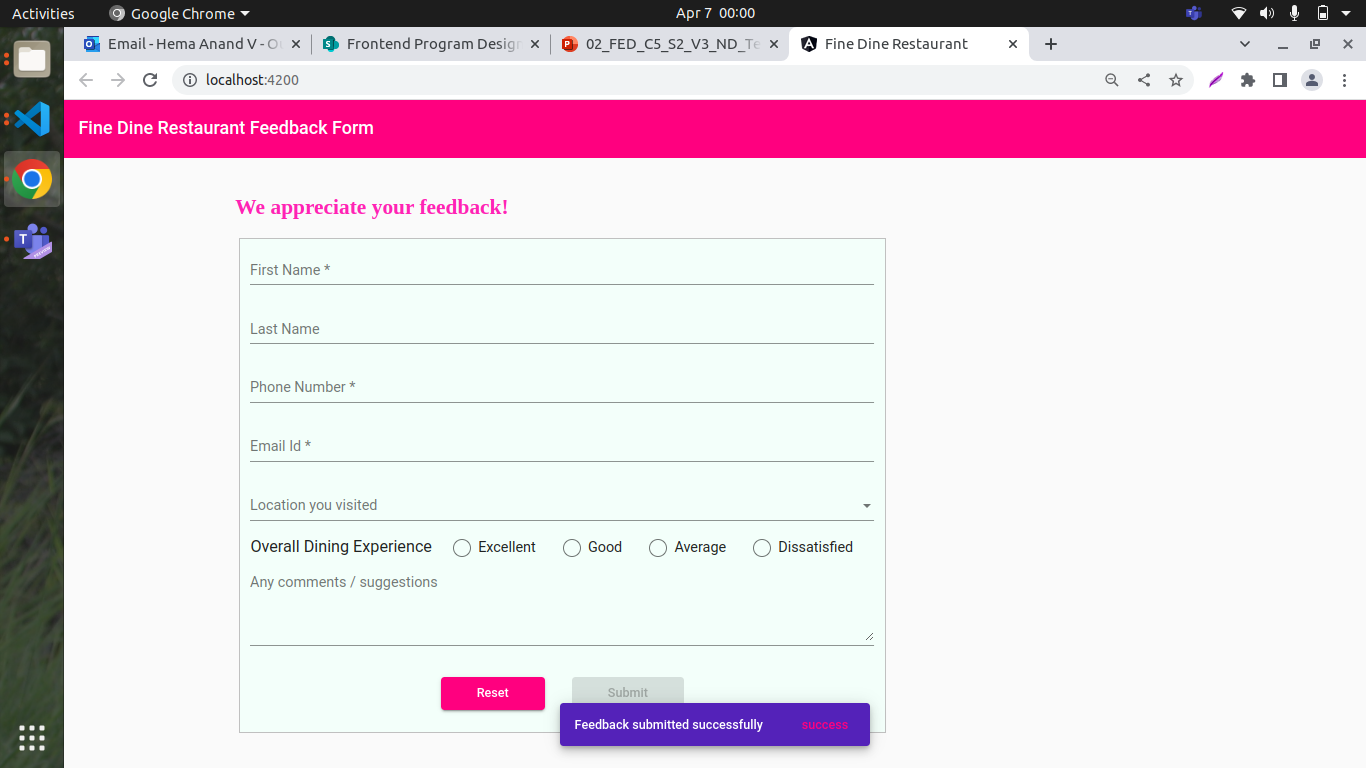 Activities Google Chrome Apr 7 00:00
Email - Hema Anand V - O Frontend Program Design 02_FED_C5_S2_V3_ND_Te Fine Dine Restaurant
localhost:4200
Fine Dine Restaurant Feedback Form
We appreciate your feedback!
First Name *
Last Name
Phone Number *
Email Id *
Location you visited
Overall Dining Experience Excellent Good Average Dissatisfied
Any comments / suggestions
Reset Submit
Feedback submitted successfully success